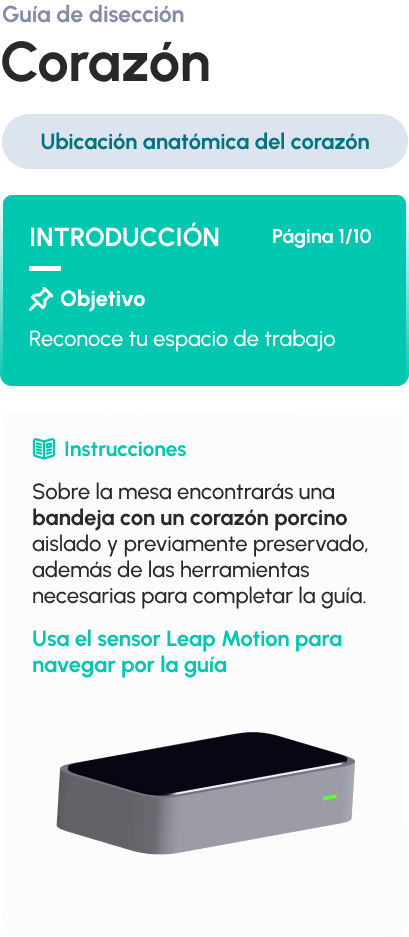 Guía de disección
Corazón
Ubicación anatómica del corazón
INTRODUCCIÓN
Página 1/10
Objetivo
Reconoce tu espacio de trabajo
Instrucciones
Sobre la mesa encontrarás una
bandeja con un corazón porcino
aislado y previamente preservado,
además de las herramientas
necesarias para completar la guía.
Usa el sensor Leap Motion para
navegar por la guía